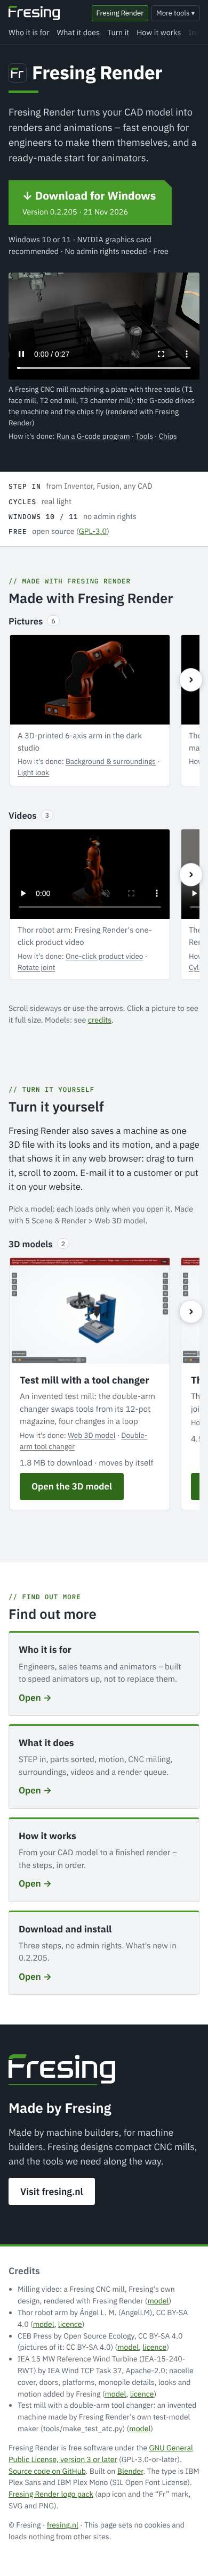 Fresing
Fresing Render
More tools ▾
Who it is for
What it does
Turn it
How it works
Fr
Fresing Render
Fresing Render turns your CAD model into
renders and animations – fast enough for
engineers to make them themselves, and a
ready-made start for animators.
↓ Download for Windows
Version 0.2.205 · 21 Nov 2026
Windows 10 or 11 · NVIDIA graphics card
recommended · No admin rights needed · Free
0:00 / 0:27
A Fresing CNC mill machining a plate with three tools (T1
face mill, T2 end mill, T3 chamfer mill): the G-code drives
the machine and the chips fly (rendered with Fresing
Render)
How it's done: Run a G-code program · Tools · Chips
STEP IN from Inventor, Fusion, any CAD
CYCLES real light
WINDOWS 10 / 11 no admin rights
FREE open source (GPL-3.0)
// MADE WITH FRESING RENDER
Made with Fresing Render
Pictures 6
A 3D-printed 6-axis arm in the dark
studio
How it's done: Background & surroundings ·
Light look
Videos 3
0:00
Thor robot arm: Fresing Render's one-
click product video
How it's done: One-click product video ·
Rotate joint
Scroll sideways or use the arrows. Click a picture to see
it full size. Models: see credits.
// TURN IT YOURSELF
Turn it yourself
Fresing Render also saves a machine as one
3D file with its looks and its motion, and a page
that shows it in any web browser: drag to turn
it, scroll to zoom. E-mail it to a customer or put
it on your website.
Pick a model: each loads only when you open it. Made
with 5 Scene & Render > Web 3D model.
3D models 2
Test mill with a tool changer
An invented test mill: the double-arm
changer swaps tools from its 12-pot
magazine, four changes in a loop
How it's done: Web 3D model · Double-
arm tool changer
1.8 MB to download · moves by itself
Open the 3D model
// FIND OUT MORE
Find out more
Who it is for
Engineers, sales teams and animators – built
to speed animators up, not to replace them.
Open →
What it does
STEP in, parts sorted, motion, CNC milling,
surroundings, videos and a render queue.
Open →
How it works
From your CAD model to a finished render –
the steps, in order.
Open →
Download and install
Three steps, no admin rights. What's new in
0.2.205.
Open →
Fresing
Made by Fresing
Made by machine builders, for machine
builders. Fresing designs compact CNC mills,
and the tools we need along the way.
Visit fresing.nl
Credits
Milling video: a Fresing CNC mill, Fresing's own
design, rendered with Fresing Render (model)
Thor robot arm by Ángel L. M. (AngelLM), CC BY-SA
4.0 (model, licence)
CEB Press by Open Source Ecology, CC BY-SA 4.0
(pictures of it: CC BY-SA 4.0) (model, licence)
IEA 15 MW Reference Wind Turbine (IEA-15-240-
RWT) by IEA Wind TCP Task 37, Apache-2.0; nacelle
cover, doors, platforms, monopile details, looks and
motion added by Fresing (model, licence)
Test mill with a double-arm tool changer: an invented
machine made by Fresing Render's own test-model
maker (tools/make_test_atc.py) (model)
Fresing Render is free software under the GNU General
Public License, version 3 or later (GPL-3.0-or-later).
Source code on GitHub. Built on Blender. The type is IBM
Plex Sans and IBM Plex Mono (SIL Open Font License).
Fresing Render logo pack (app icon and the “Fr” mark,
SVG and PNG).
© Fresing · fresing.nl · This page sets no cookies and
loads nothing from other sites.